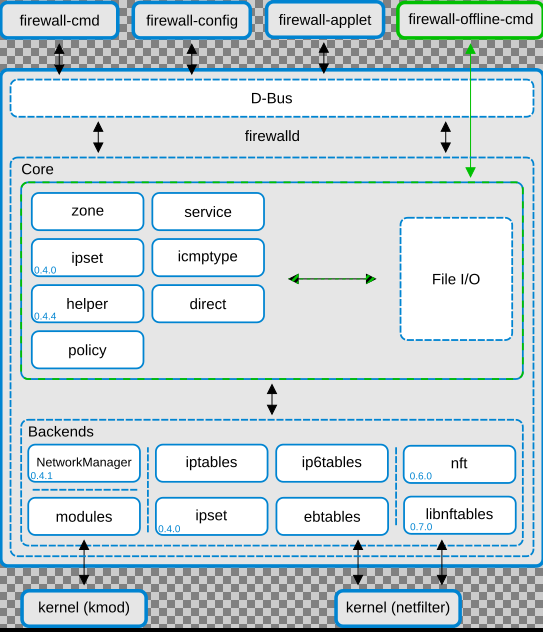 firewall-cmd
firewall-config
firewall-applet
firewall-offline-cmd
D-Bus
firewalld
Core
zone
service
ipset
0.4.0
icmptype
helper
0.4.4
direct
policy
File I/O
Backends
NetworkManager
0.4.1
iptables
ip6tables
nft
0.6.0
modules
ipset
0.4.0
ebtables
libnftables
0.7.0
kernel (kmod)
kernel (netfilter)